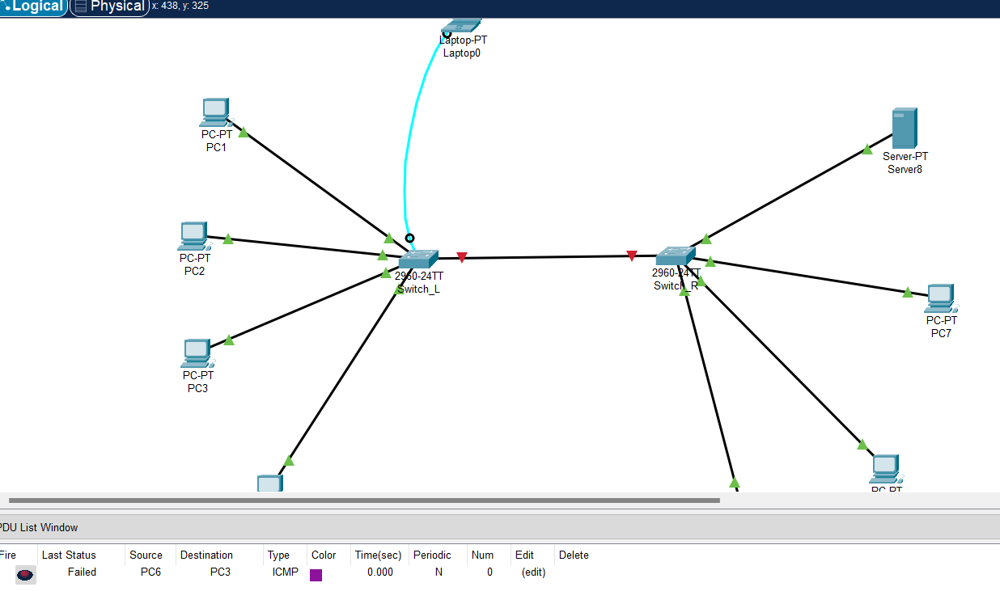 Logical Physical x: 438, y: 325
Laptop-PT
Laptop0
PC-PT
PC1
Server-PT
Server8
PC-PT
PC2
2960-24TT
Switch_L
2960-24TT
Switch_R
PC-PT
PC7
PC-PT
PC3
PC-PT
PDU List Window
Fire Last Status Source Destination Type Color Time(sec) Periodic Num Edit Delete
Failed PC6 PC3 ICMP 0.000 N 0 (edit)